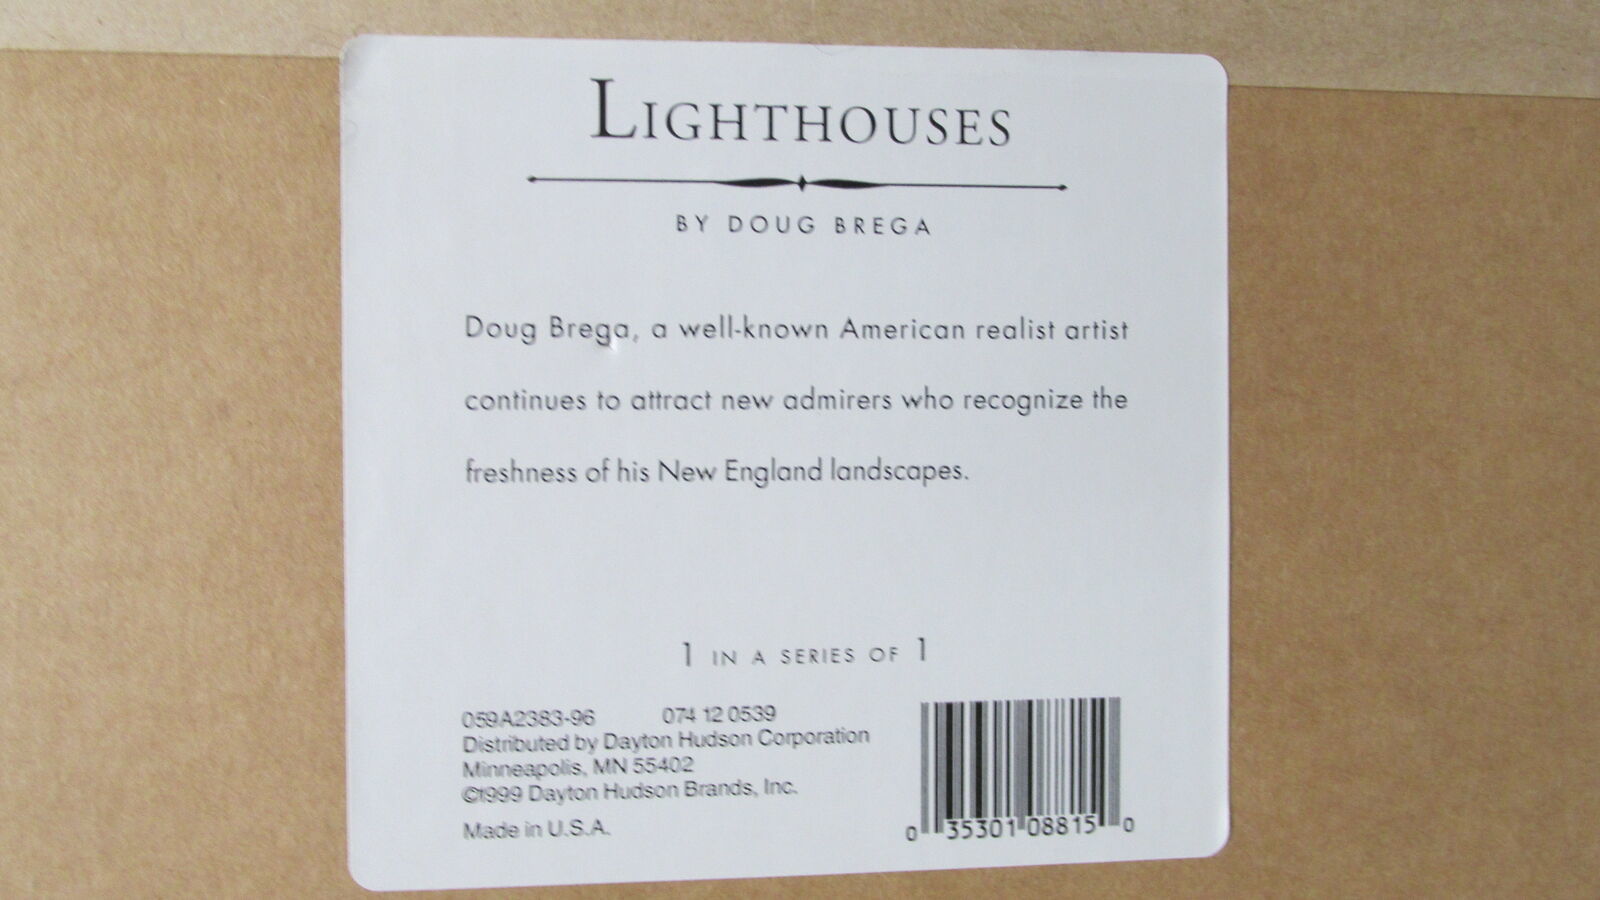 LIGHTHOUSES
BY DOUG BREGA
Doug Brega, a well-known American realist artist
continues to attract new admirers who recognize the
freshness of his New England landscapes.
1 IN A SERIES OF 1
059A2383-96 074 12 0539
Distributed by Dayton Hudson Corporation
Minneapolis, MN 55402
©1999 Dayton Hudson Brands, Inc.
Made in U.S.A.
0 35301 08815 0